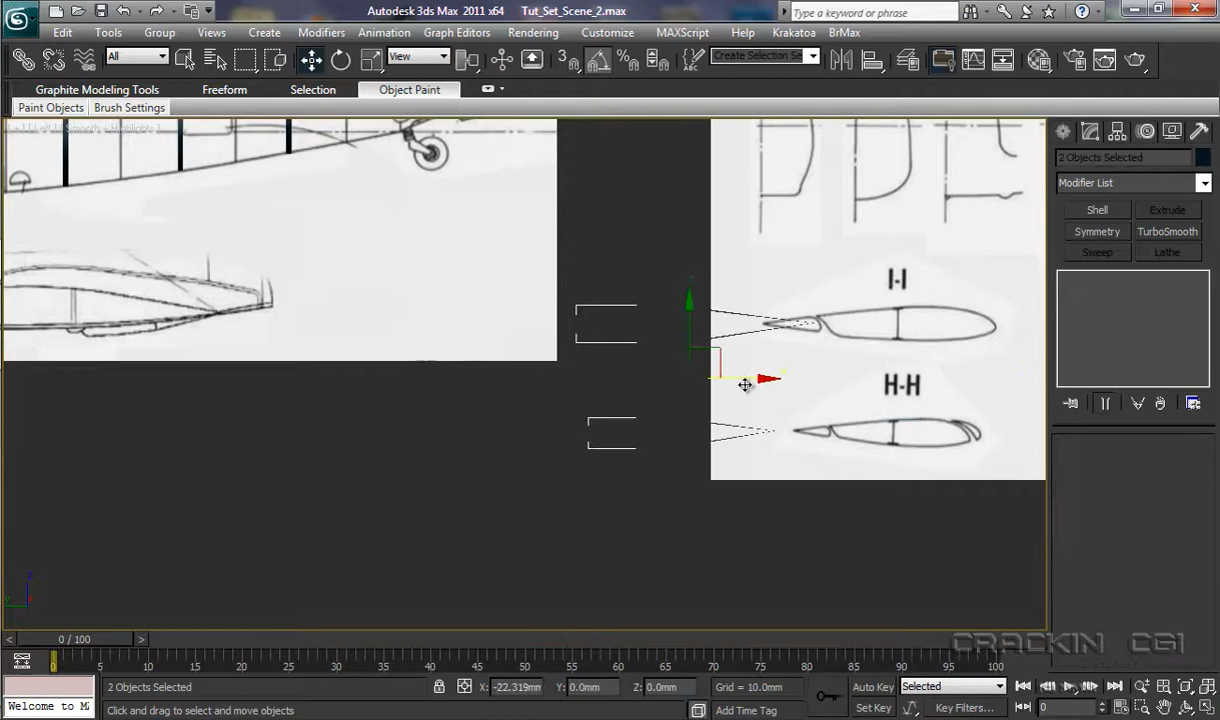 Autodesk 3ds Max 2011 x64 Tut_Set_Scene_2.max
Type a keyword or phrase
Edit Tools Group Views Create Modifiers Animation Graph Editors Rendering Customize MAXScript Help Krakatoa BrMax
All View Create Selection Se
Graphite Modeling Tools Freeform Selection Object Paint
Paint Objects Brush Settings
2 Objects Selected
Modifier List
Shell Extrude
Symmetry TurboSmooth
Sweep Lathe
I-I
H-H
CRACKIN CGI
0 / 100
0 5 10 15 20 25 30 35 40 45 50 55 60 65 70 75 80 85 90 95 100
2 Objects Selected X: -22.319mm Y: 0.0mm Z: 0.0mm Grid = 10.0mm Auto Key Selected
Welcome to MA Click and drag to select and move objects Add Time Tag Set Key Key Filters... 0